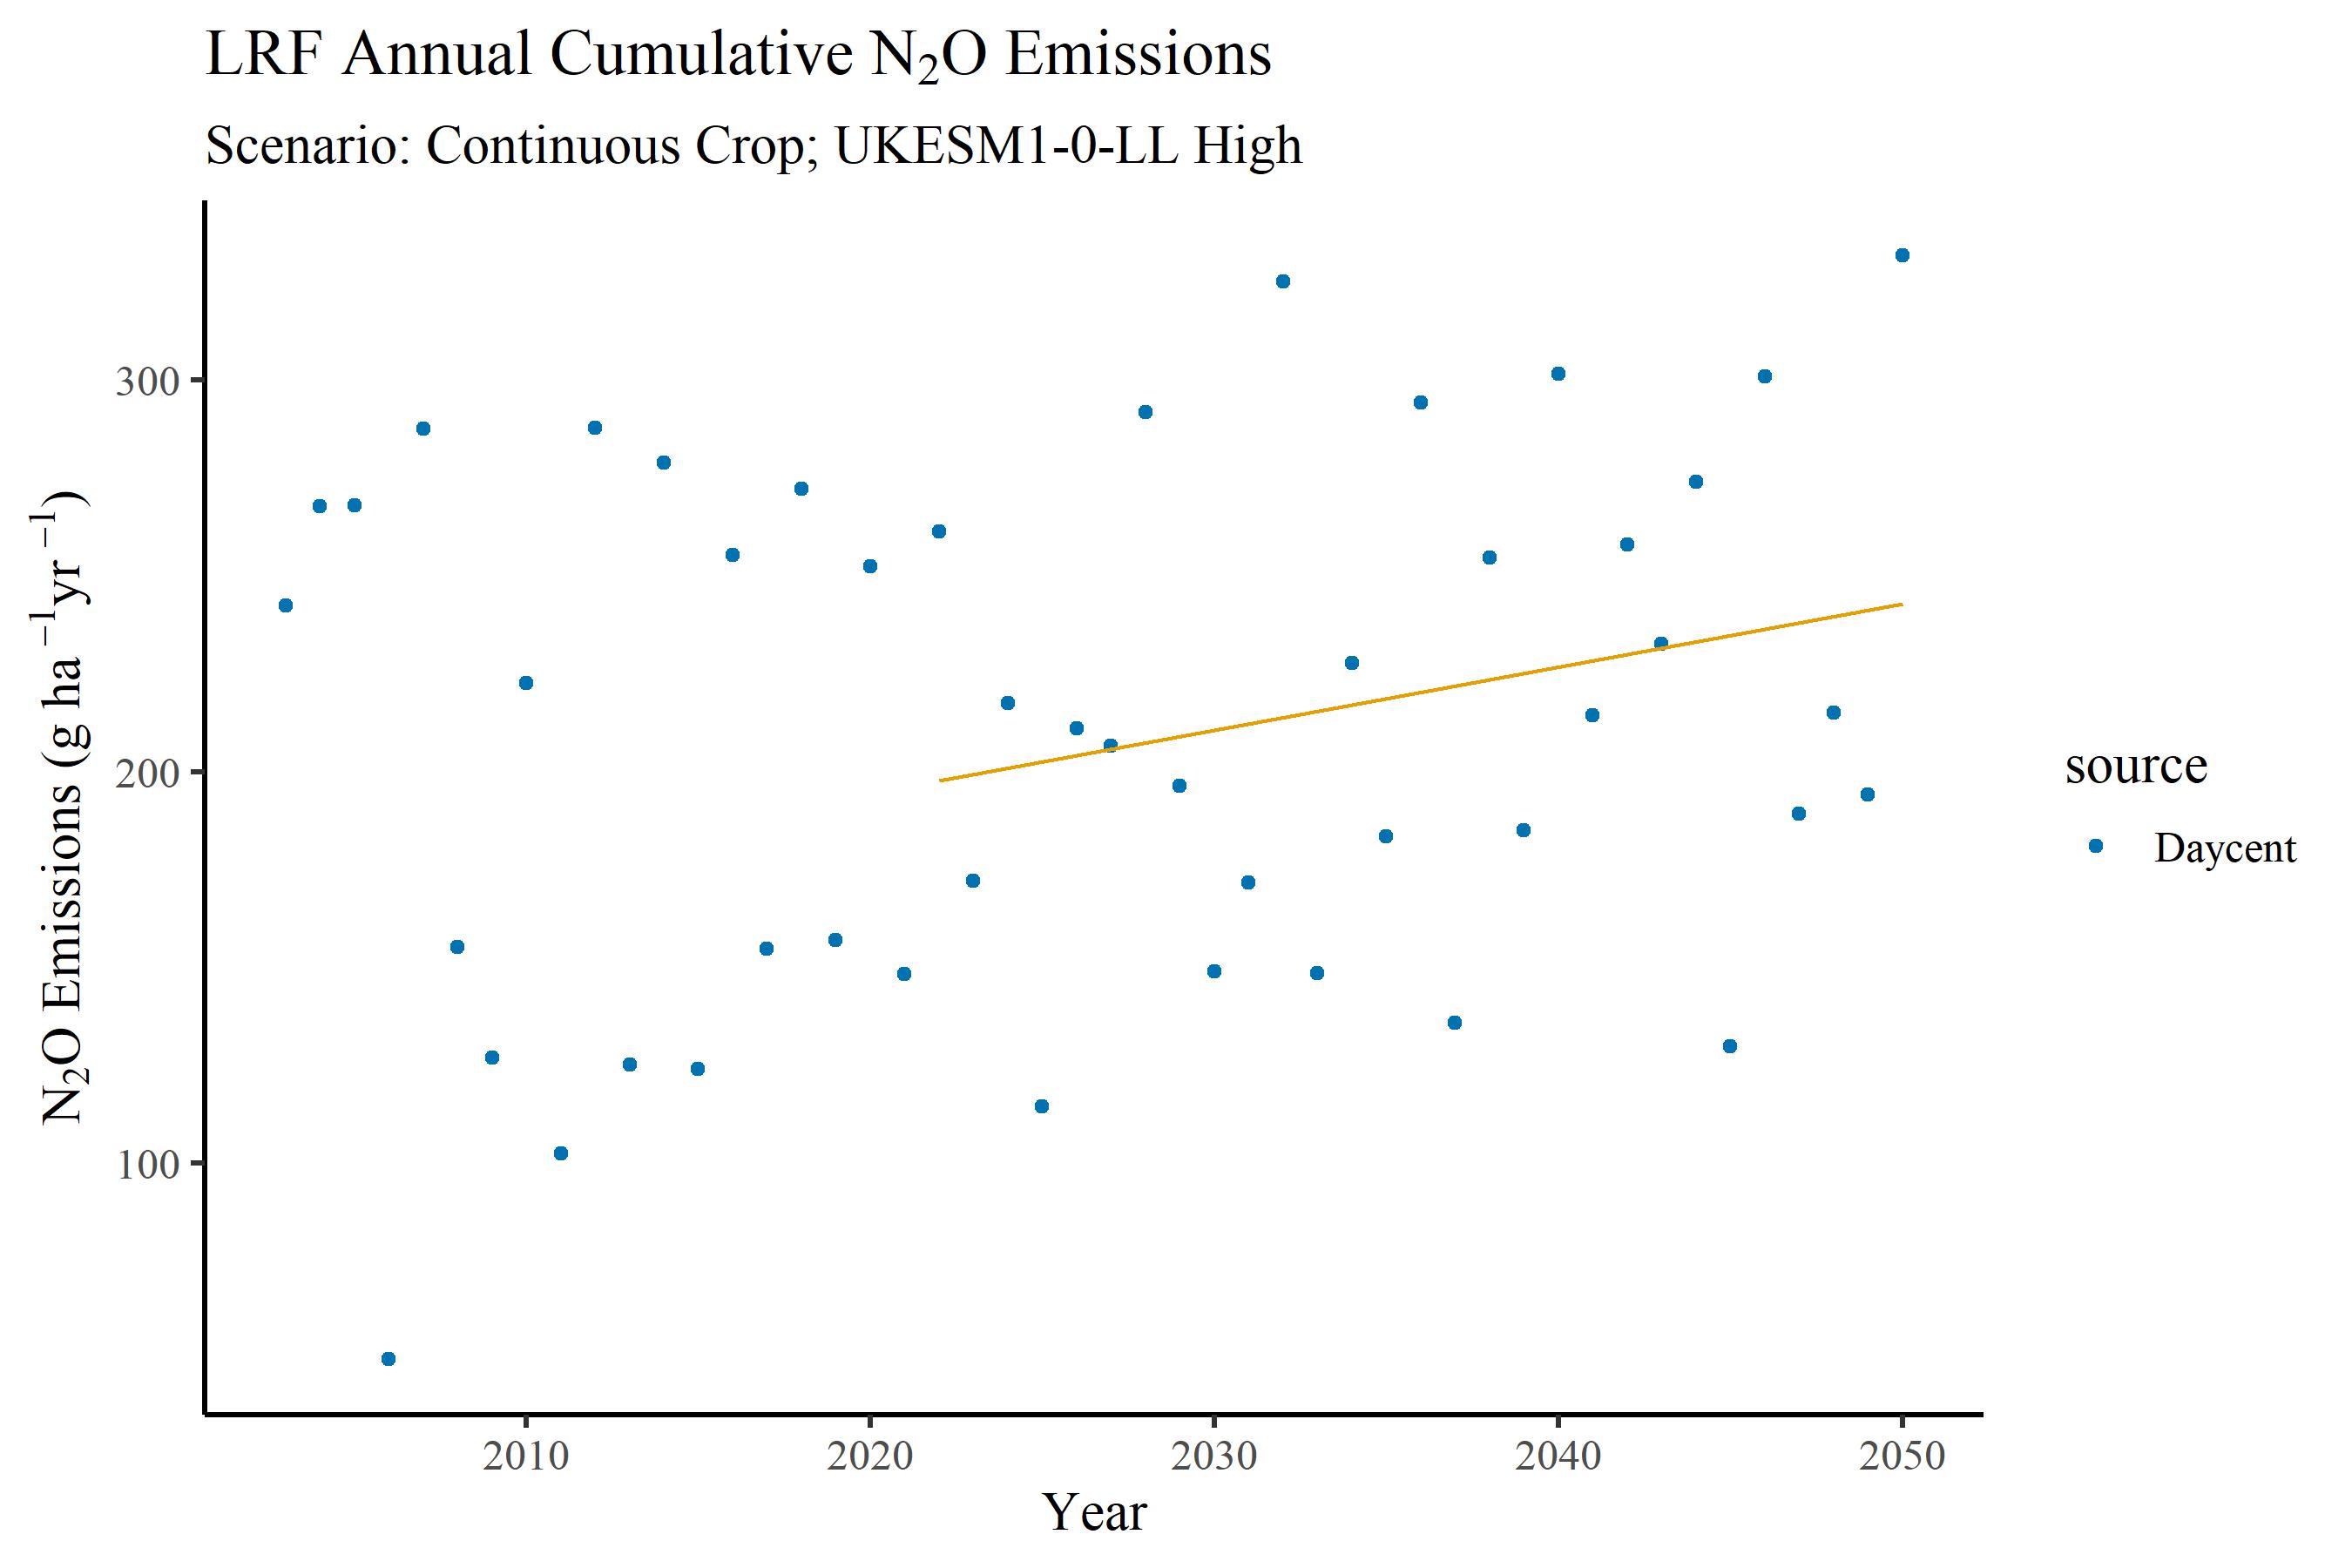 LRF Annual Cumulative N₂O Emissions
Scenario: Continuous Crop; UKESM1-0-LL High
N₂O Emissions (g ha ⁻¹yr ⁻¹)
300
200
100
2010
2020
2030
2040
2050
Year
source
Daycent